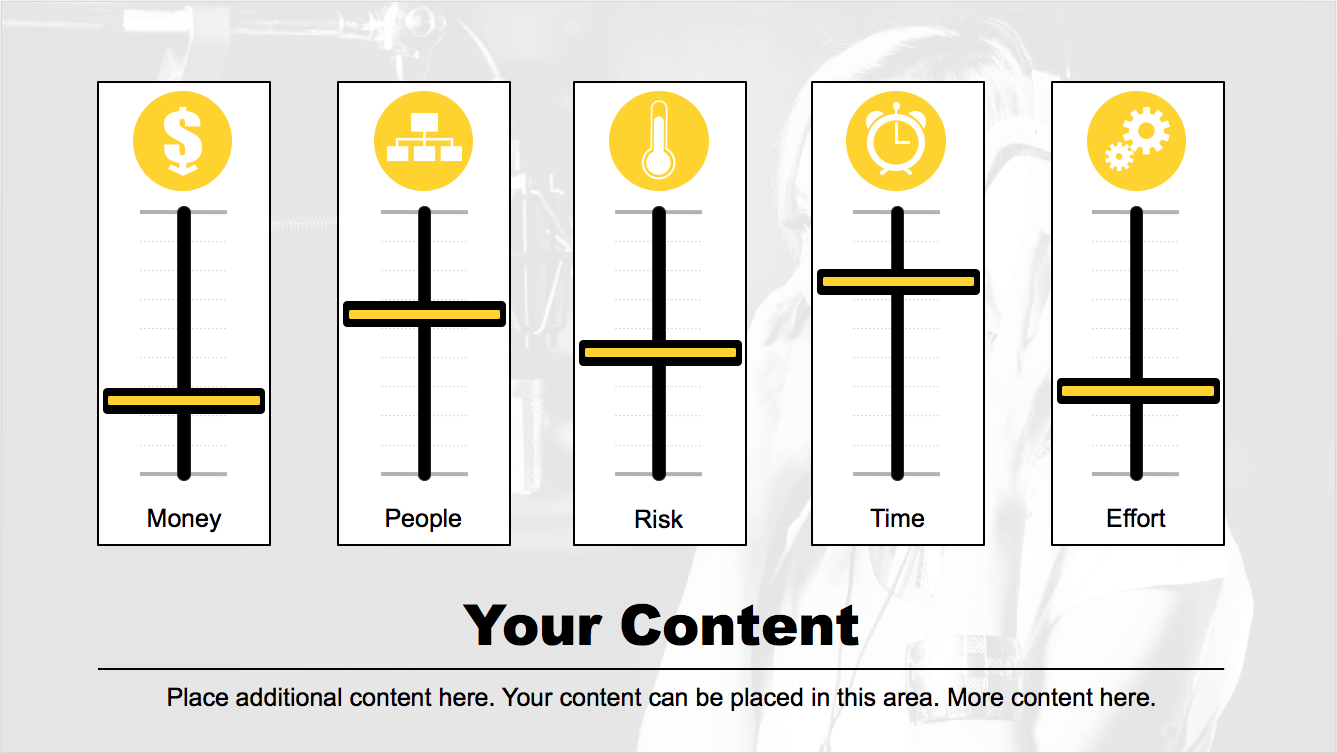 $
Money
People
Risk
Time
Effort
Your Content
Place additional content here. Your content can be placed in this area. More content here.